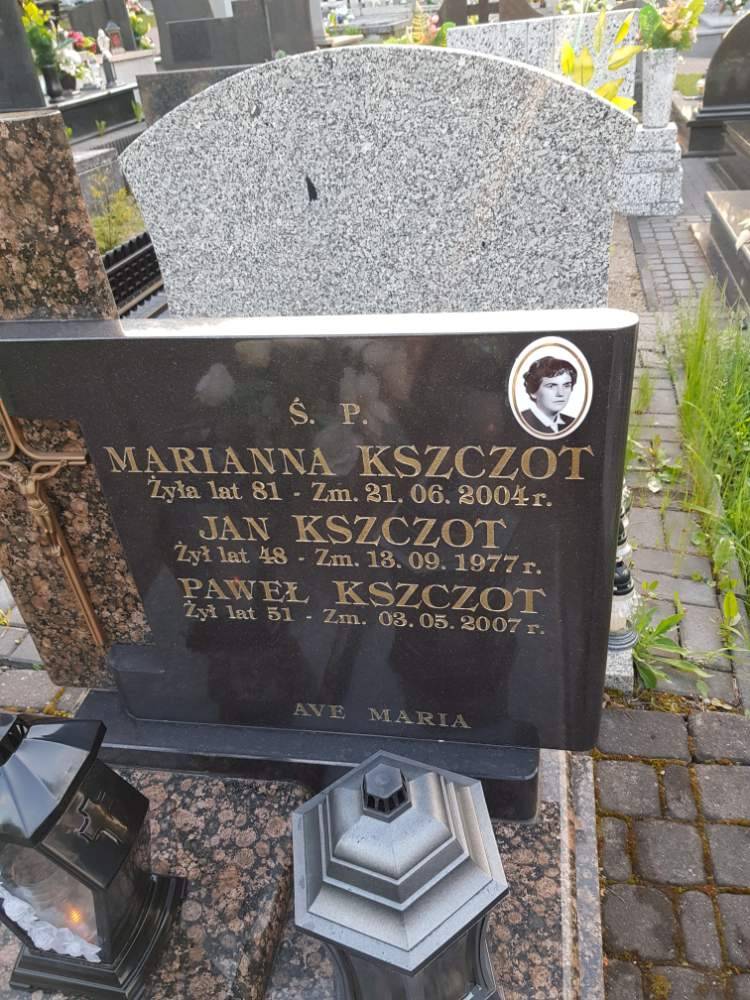 Ś. P.
MARIANNA KSZCZOT
Żyła lat 81 - Zm. 21. 06. 2004 r.
JAN KSZCZOT
Żył lat 48 - Zm. 13. 09. 1977 r.
PAWEŁ KSZCZOT
Żył lat 51 - Zm. 03. 05. 2007 r.
AVE MARIA